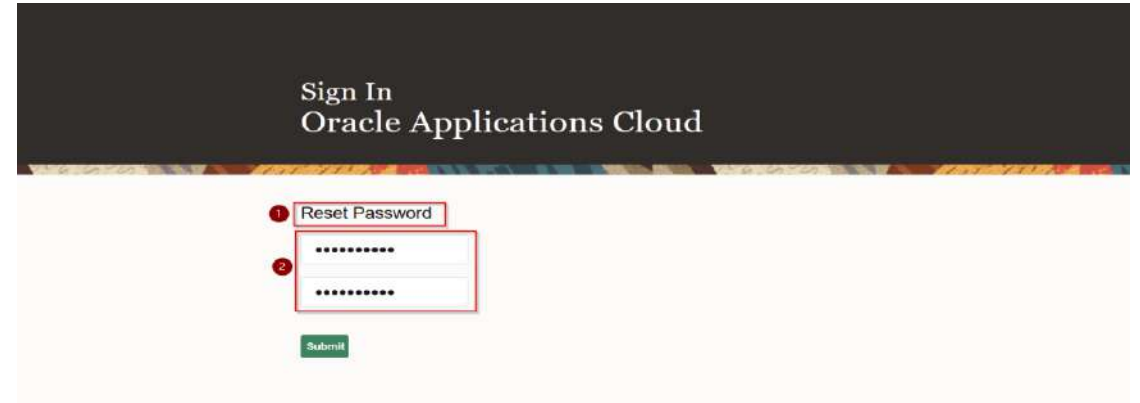 Sign In
Oracle Applications Cloud
1 Reset Password
••••••••••
2
••••••••••
Submit